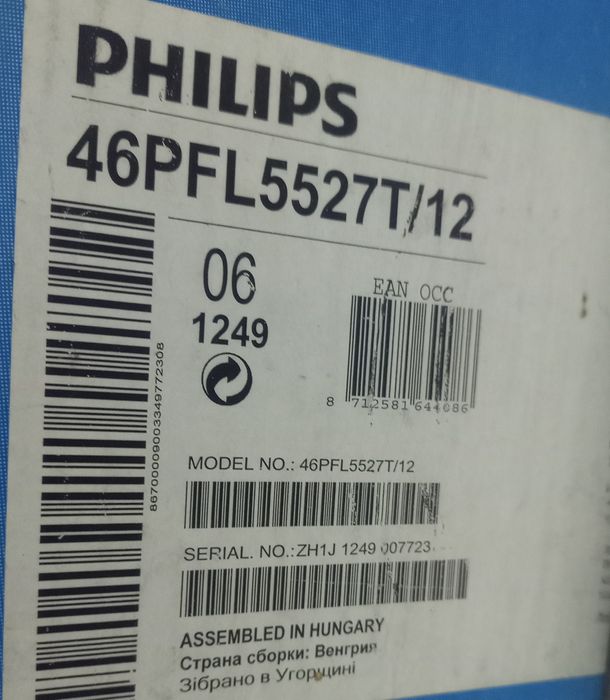 PHILIPS
46PFL5527T/12
06
1249
EAN OCC
8 712581 644086
86700009003349772308
MODEL NO.: 46PFL5527T/12
SERIAL. NO.:ZH1J 1249 007723
ASSEMBLED IN HUNGARY
Страна сборки: Венгрия
Зібрано в Угорщині